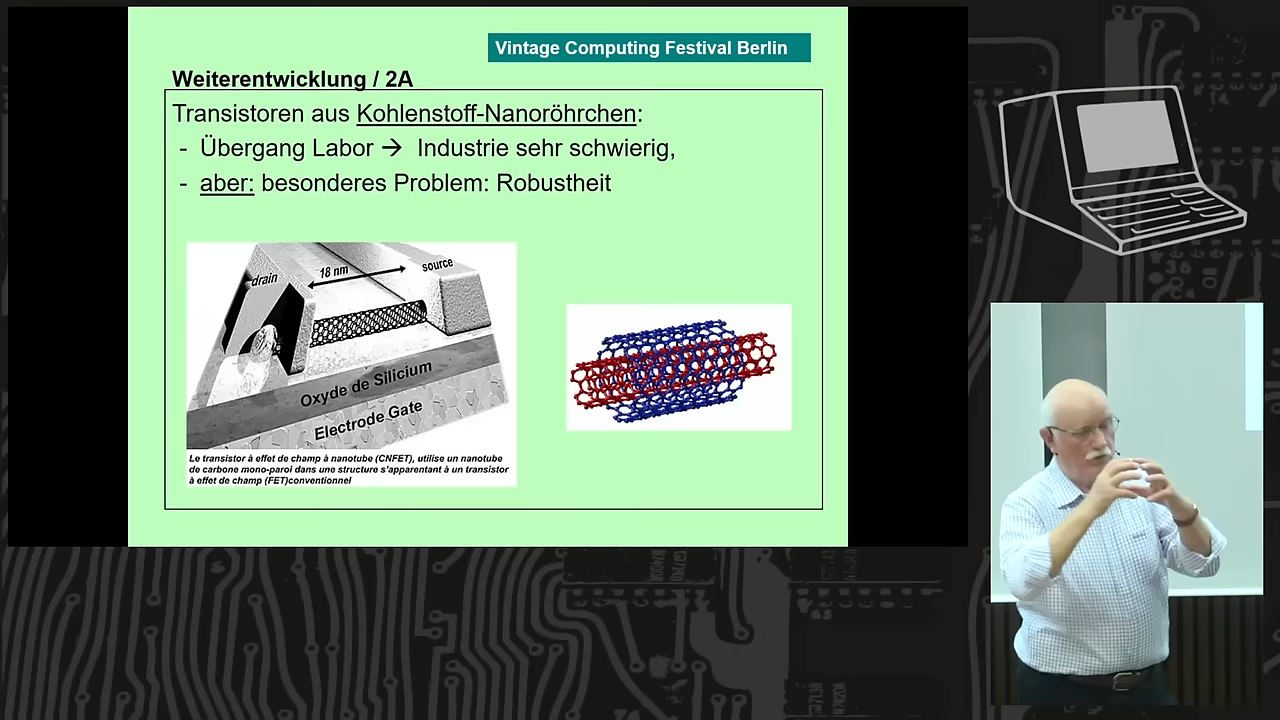 Vintage Computing Festival Berlin
Weiterentwicklung / 2A
Transistoren aus Kohlenstoff-Nanoröhrchen:
- Übergang Labor → Industrie sehr schwierig,
- aber: besonderes Problem: Robustheit
drain
18 nm
source
Oxyde de Silicium
Electrode Gate
Le transistor à effet de champ à nanotube (CNFET), utilise un nanotube
de carbone mono-paroi dans une structure s'apparentant à un transistor
à effet de champ (FET)conventionnel